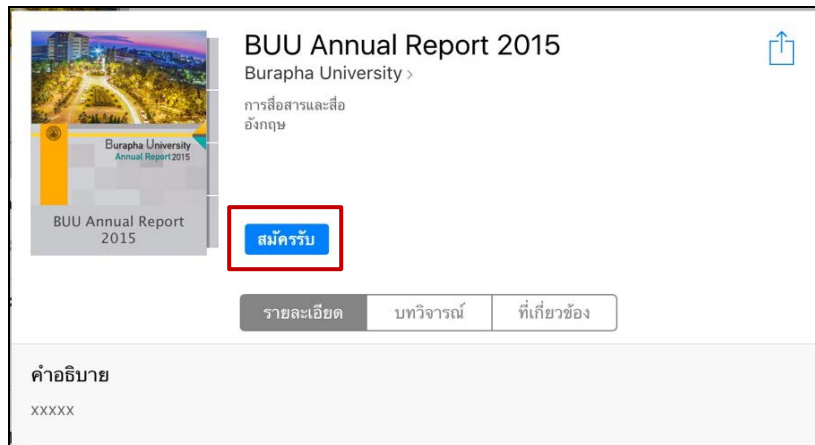 BUU Annual Report 2015
Burapha University >
การสื่อสารและสื่อ
อังกฤษ
Burapha University
Annual Report 2015
BUU Annual Report
2015
สมัครรับ
รายละเอียด
บทวิจารณ์
ที่เกี่ยวข้อง
คำอธิบาย
xxxxx